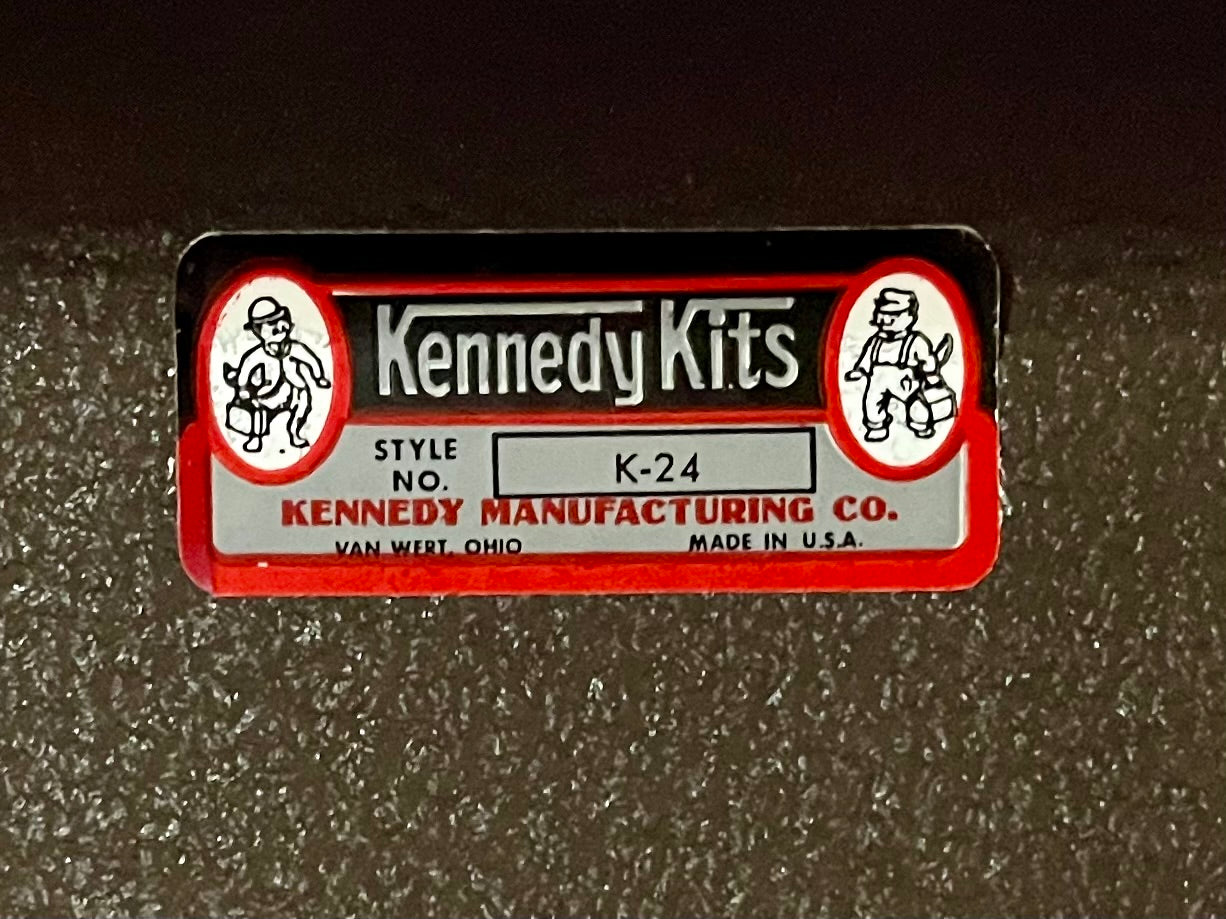 Kennedy Kits
STYLE
NO.
K-24
KENNEDY MANUFACTURING CO.
VAN WERT, OHIO MADE IN U.S.A.